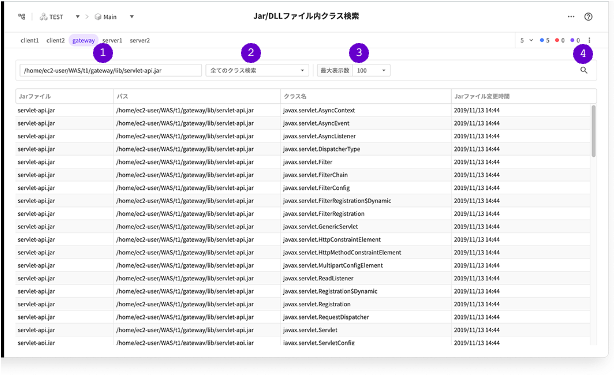 Jar/DLLファイル内クラス検索
TEST Main
client1 client2 gateway server1 server2 5 5 0 0
1 2 3 4
/home/ec2-user/WAS/t1/gateway/lib/servlet-api.jar 全てのクラス検索 最大表示数 100
Jarファイル パス クラス名 Jarファイル変更時間
servlet-api.jar /home/ec2-user/WAS/t1/gateway/lib/servlet-api.jar javax.servlet.AsyncContext 2019/11/13 14:44
servlet-api.jar /home/ec2-user/WAS/t1/gateway/lib/servlet-api.jar javax.servlet.AsyncEvent 2019/11/13 14:44
servlet-api.jar /home/ec2-user/WAS/t1/gateway/lib/servlet-api.jar javax.servlet.AsyncListener 2019/11/13 14:44
servlet-api.jar /home/ec2-user/WAS/t1/gateway/lib/servlet-api.jar javax.servlet.DispatcherType 2019/11/13 14:44
servlet-api.jar /home/ec2-user/WAS/t1/gateway/lib/servlet-api.jar javax.servlet.Filter 2019/11/13 14:44
servlet-api.jar /home/ec2-user/WAS/t1/gateway/lib/servlet-api.jar javax.servlet.FilterChain 2019/11/13 14:44
servlet-api.jar /home/ec2-user/WAS/t1/gateway/lib/servlet-api.jar javax.servlet.FilterConfig 2019/11/13 14:44
servlet-api.jar /home/ec2-user/WAS/t1/gateway/lib/servlet-api.jar javax.servlet.FilterRegistration$Dynamic 2019/11/13 14:44
servlet-api.jar /home/ec2-user/WAS/t1/gateway/lib/servlet-api.jar javax.servlet.FilterRegistration 2019/11/13 14:44
servlet-api.jar /home/ec2-user/WAS/t1/gateway/lib/servlet-api.jar javax.servlet.GenericServlet 2019/11/13 14:44
servlet-api.jar /home/ec2-user/WAS/t1/gateway/lib/servlet-api.jar javax.servlet.HttpConstraintElement 2019/11/13 14:44
servlet-api.jar /home/ec2-user/WAS/t1/gateway/lib/servlet-api.jar javax.servlet.HttpMethodConstraintElement 2019/11/13 14:44
servlet-api.jar /home/ec2-user/WAS/t1/gateway/lib/servlet-api.jar javax.servlet.MultipartConfigElement 2019/11/13 14:44
servlet-api.jar /home/ec2-user/WAS/t1/gateway/lib/servlet-api.jar javax.servlet.ReadListener 2019/11/13 14:44
servlet-api.jar /home/ec2-user/WAS/t1/gateway/lib/servlet-api.jar javax.servlet.Registration$Dynamic 2019/11/13 14:44
servlet-api.jar /home/ec2-user/WAS/t1/gateway/lib/servlet-api.jar javax.servlet.Registration 2019/11/13 14:44
servlet-api.jar /home/ec2-user/WAS/t1/gateway/lib/servlet-api.jar javax.servlet.RequestDispatcher 2019/11/13 14:44
servlet-api.jar /home/ec2-user/WAS/t1/gateway/lib/servlet-api.jar javax.servlet.Servlet 2019/11/13 14:44
servlet-api.jar /home/ec2-user/WAS/t1/gateway/lib/servlet-api.jar javax.servlet.ServletConfig 2019/11/13 14:44